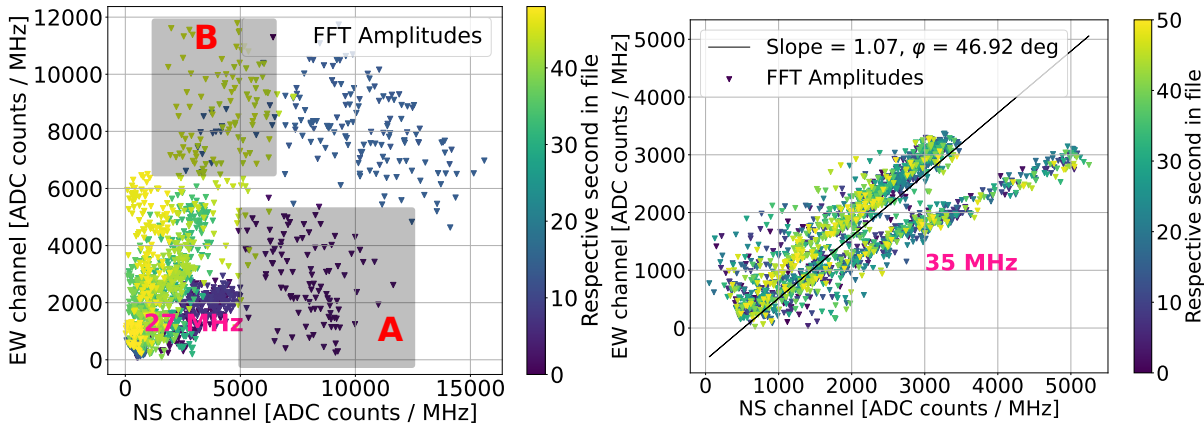 12000
10000
8000
6000
4000
2000
0
EW channel [ADC counts / MHz]
B
FFT Amplitudes
A
27 MHz
0
5000
10000
15000
NS channel [ADC counts / MHz]
40
30
20
10
0
Respective second in file
5000
4000
3000
2000
1000
0
EW channel [ADC counts / MHz]
Slope = 1.07, φ = 46.92 deg
FFT Amplitudes
35 MHz
0
1000
2000
3000
4000
5000
NS channel [ADC counts / MHz]
50
40
30
20
10
0
Respective second in file